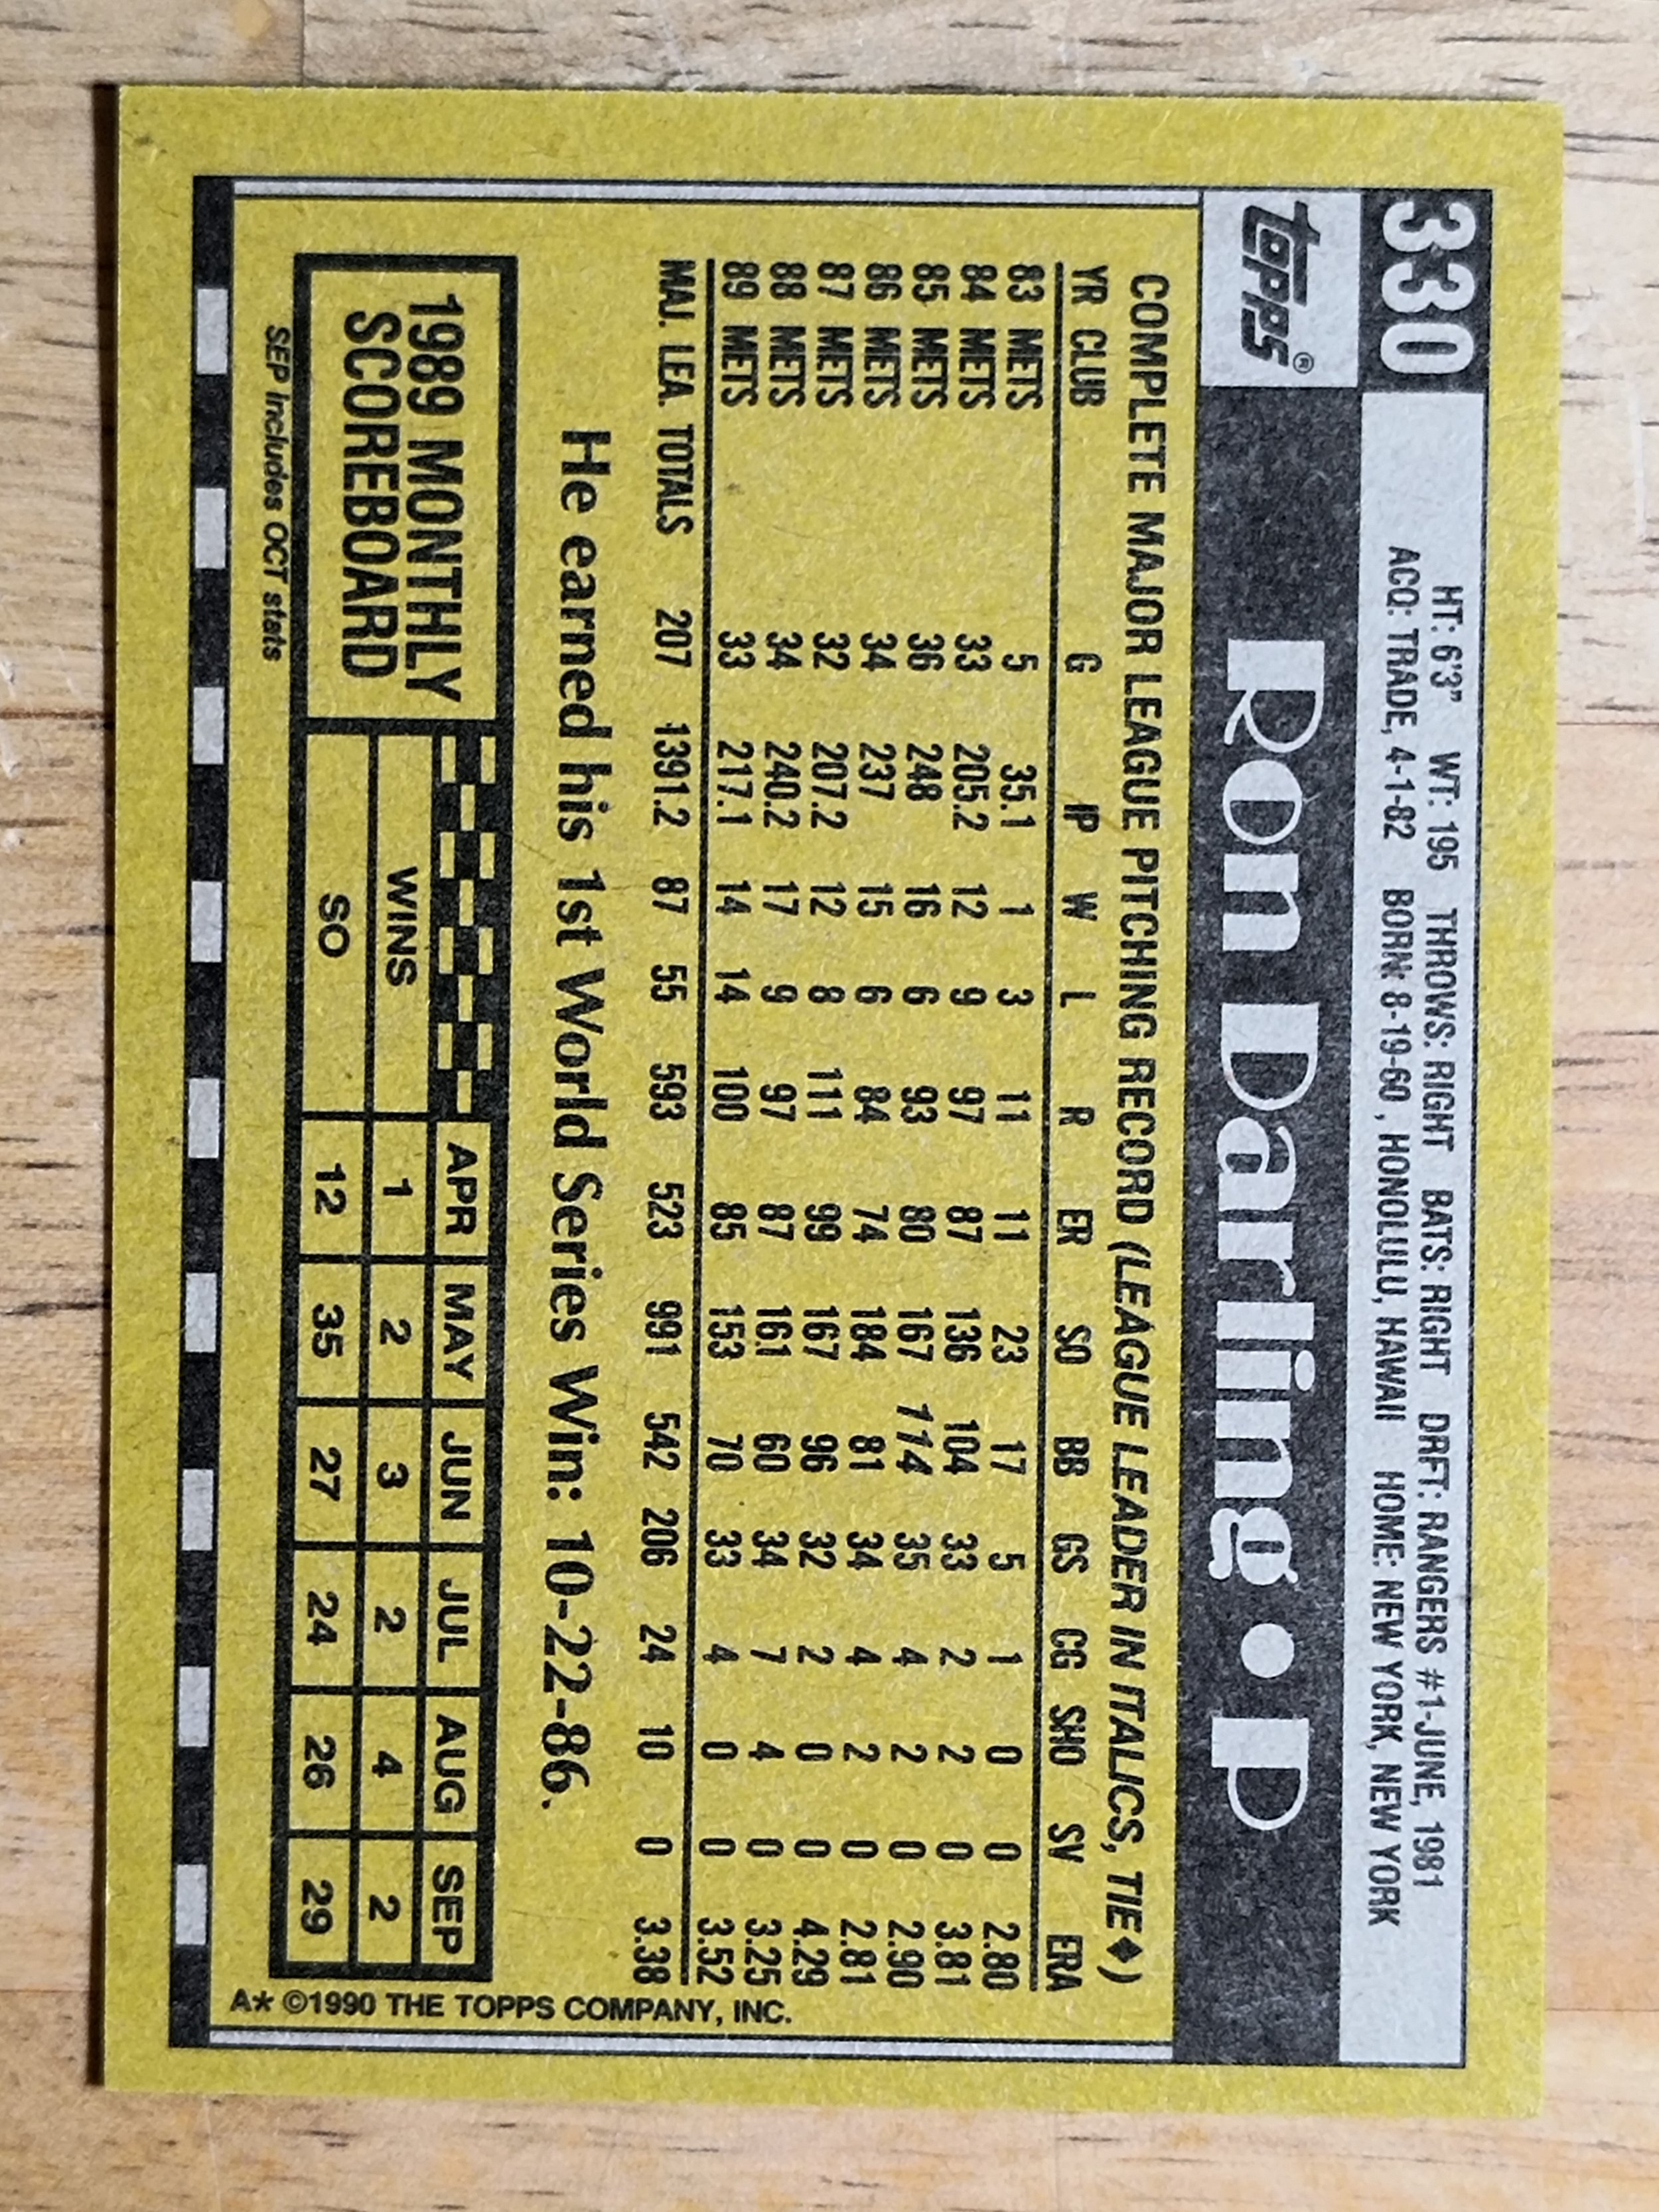 330
HT: 6'3" WT: 195 THROWS: RIGHT BATS: RIGHT DRFT: RANGERS #1-JUNE, 1981
ACQ: TRADE, 4-1-82 BORN: 8-19-60, HONOLULU, HAWAII HOME: NEW YORK, NEW YORK
topps®
Ron Darling • P
COMPLETE MAJOR LEAGUE PITCHING RECORD (LEAGUE LEADER IN ITALICS, TIE♦)
YR CLUB G IP W L R ER SO BB GS CG SHO SV ERA
83 METS 5 35.1 1 3 11 11 23 17 5 1 0 0 2.80
84 METS 33 205.2 12 9 97 87 136 104 33 2 2 0 3.81
85 METS 36 248 16 6 93 80 167 114 35 4 2 0 2.90
86 METS 34 237 15 6 84 74 184 81 34 4 2 0 2.81
87 METS 32 207.2 12 8 111 99 167 96 32 2 0 0 4.29
88 METS 34 240.2 17 9 97 87 161 60 34 7 4 0 3.25
89 METS 33 217.1 14 14 100 85 153 70 33 4 0 0 3.52
MAJ. LEA. TOTALS 207 1391.2 87 55 593 523 991 542 206 24 10 0 3.38
He earned his 1st World Series Win: 10-22-86.
1989 MONTHLY
SCOREBOARD
APR MAY JUN JUL AUG SEP
WINS 1 2 3 2 4 2
SO 12 35 27 24 26 29
SEP includes OCT stats
A* ©1990 THE TOPPS COMPANY, INC.